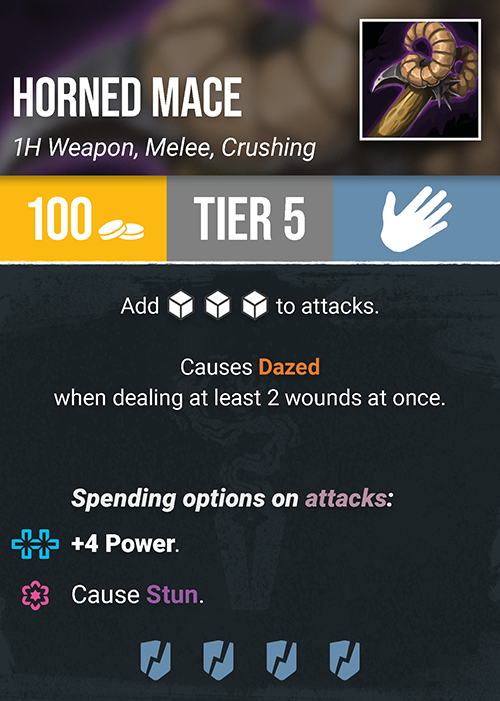 HORNED MACE
1H Weapon, Melee, Crushing
100
TIER 5
Add to attacks.
Causes Dazed
when dealing at least 2 wounds at once.
Spending options on attacks:
+4 Power.
Cause Stun.